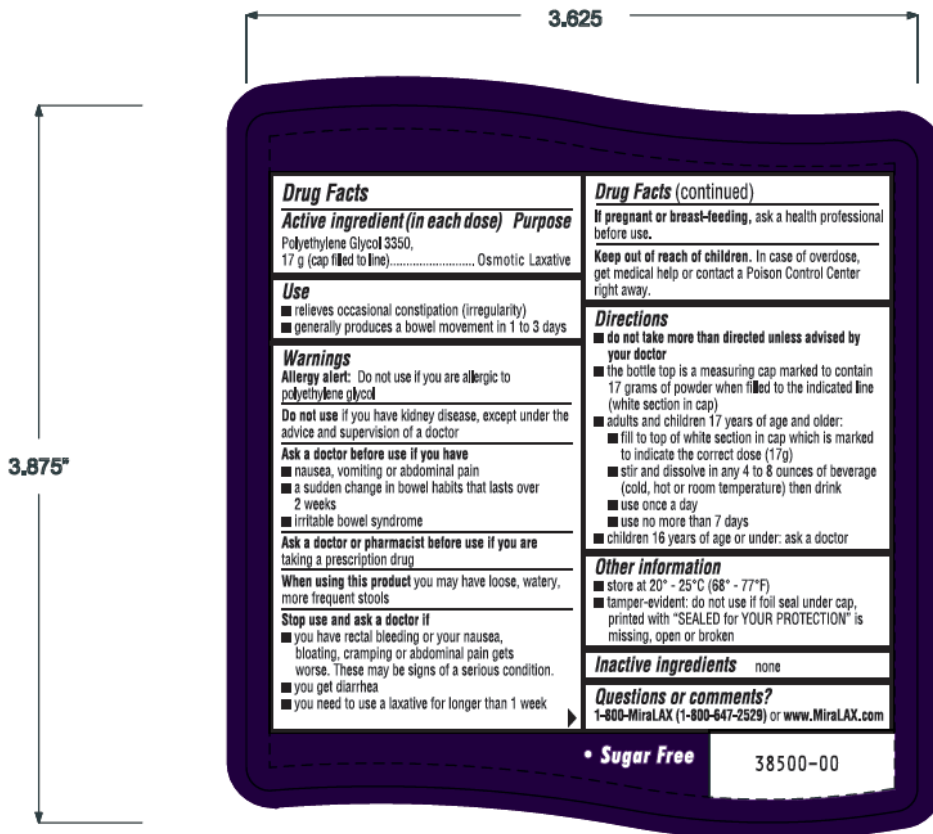 3.625
3.875"
Drug Facts
Active ingredient (in each dose) Purpose
Polyethylene Glycol 3350,
17 g (cap filled to line).......................... Osmotic Laxative
Use
■ relieves occasional constipation (irregularity)
■ generally produces a bowel movement in 1 to 3 days
Warnings
Allergy alert: Do not use if you are allergic to
polyethylene glycol
Do not use if you have kidney disease, except under the
advice and supervision of a doctor
Ask a doctor before use if you have
■ nausea, vomiting or abdominal pain
■ a sudden change in bowel habits that lasts over
2 weeks
■ irritable bowel syndrome
Ask a doctor or pharmacist before use if you are
taking a prescription drug
When using this product you may have loose, watery,
more frequent stools
Stop use and ask a doctor if
■ you have rectal bleeding or your nausea,
bloating, cramping or abdominal pain gets
worse. These may be signs of a serious condition.
■ you get diarrhea
■ you need to use a laxative for longer than 1 week
Drug Facts (continued)
If pregnant or breast-feeding, ask a health professional
before use.
Keep out of reach of children. In case of overdose,
get medical help or contact a Poison Control Center
right away.
Directions
■ do not take more than directed unless advised by
your doctor
■ the bottle top is a measuring cap marked to contain
17 grams of powder when filled to the indicated line
(white section in cap)
■ adults and children 17 years of age and older:
■ fill to top of white section in cap which is marked
to indicate the correct dose (17g)
■ stir and dissolve in any 4 to 8 ounces of beverage
(cold, hot or room temperature) then drink
■ use once a day
■ use no more than 7 days
■ children 16 years of age or under: ask a doctor
Other information
■ store at 20° - 25°C (68° - 77°F)
■ tamper-evident: do not use if foil seal under cap,
printed with “SEALED for YOUR PROTECTION” is
missing, open or broken
Inactive ingredients none
Questions or comments?
1-800-MiraLAX (1-800-647-2529) or www.MiraLAX.com
• Sugar Free
38500-00